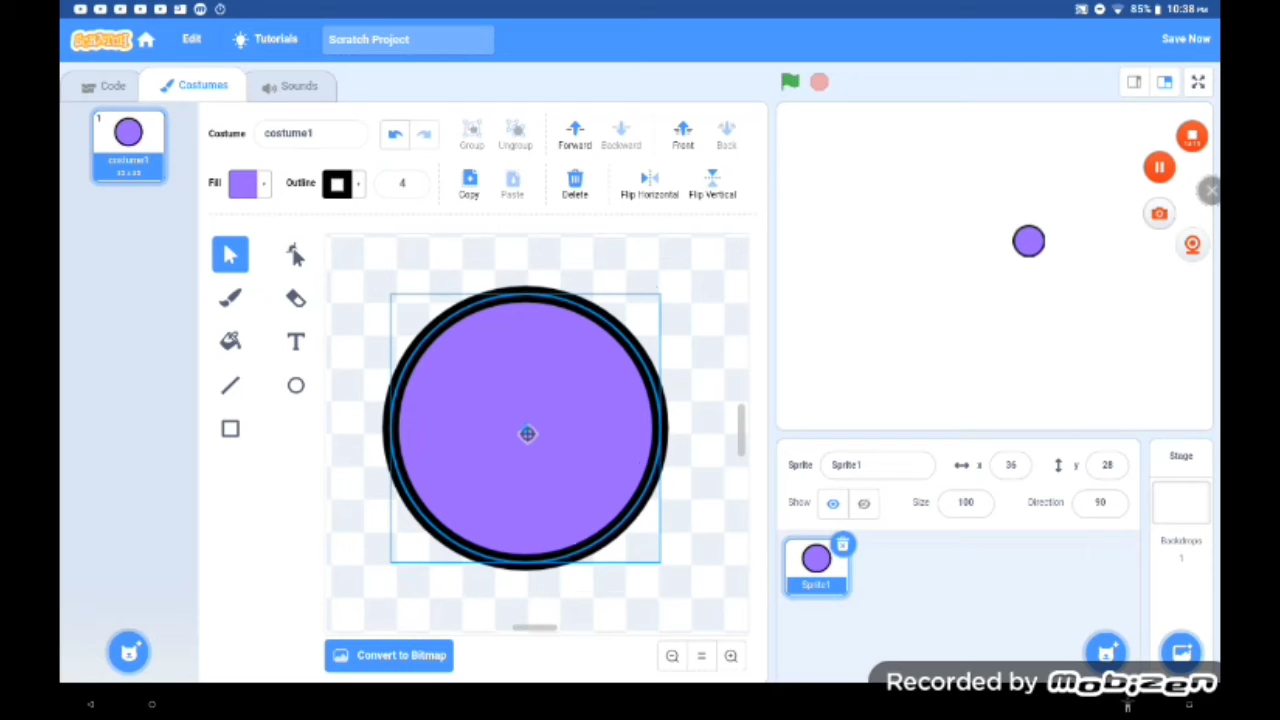 85% 10:38 PM
SCRATCH Edit Tutorials Scratch Project Save Now
Code Costumes Sounds
1
costume1
Costume costume1 Group Ungroup Forward Backward Front Back
Fill Outline 4 Copy Paste Delete Flip Horizontal Flip Vertical
Sprite Sprite1 x 36 y 28
Show Size 100 Direction 90
Sprite1
Stage
Backdrops
1
Convert to Bitmap
Recorded by mobizen